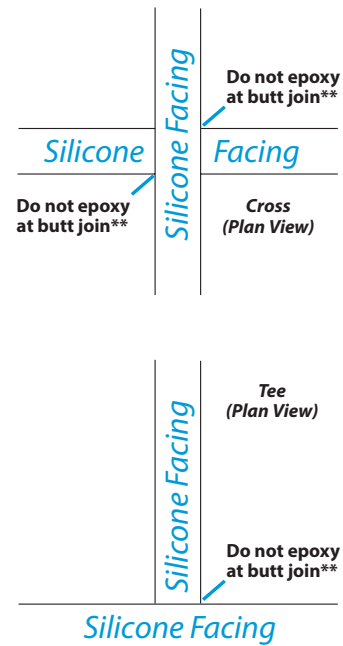 Do not epoxy
at butt join**
Silicone Facing
Silicone Facing
Do not epoxy
at butt join**
Cross
(Plan View)
Tee
(Plan View)
Silicone Facing
Do not epoxy
at butt join**
Silicone Facing